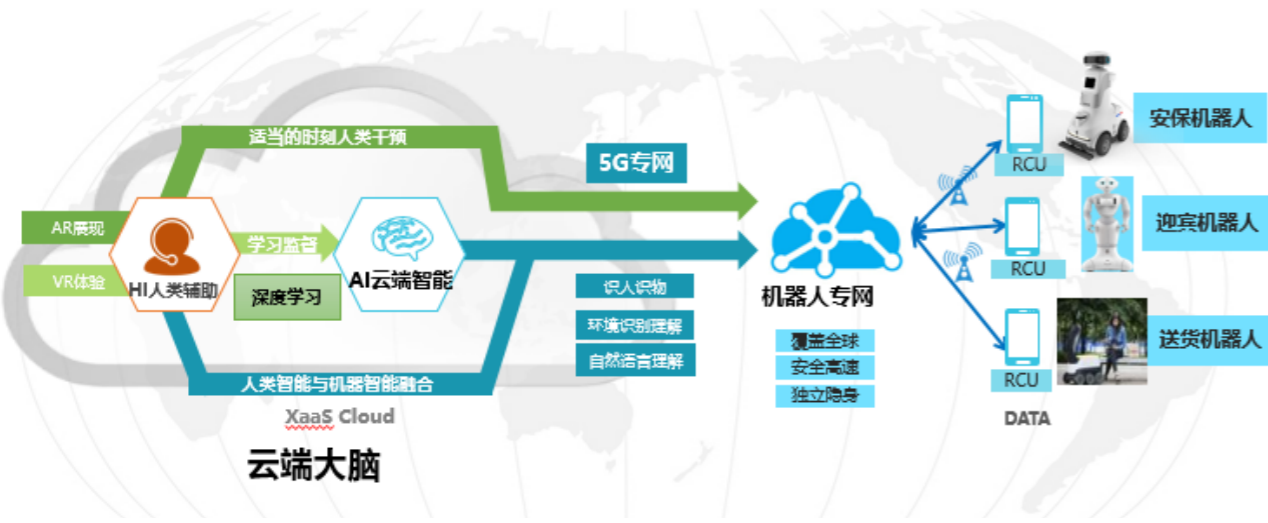 适当的时刻人类干预
AR展现
VR体验
HI人类辅助
学习监督
深度学习
AI云端智能
人类智能与机器智能融合
XaaS Cloud
云端大脑
5G专网
识人识物
环境识别理解
自然语言理解
机器人专网
覆盖全球
安全高速
独立隐身
RCU
安保机器人
RCU
迎宾机器人
RCU
送货机器人
DATA